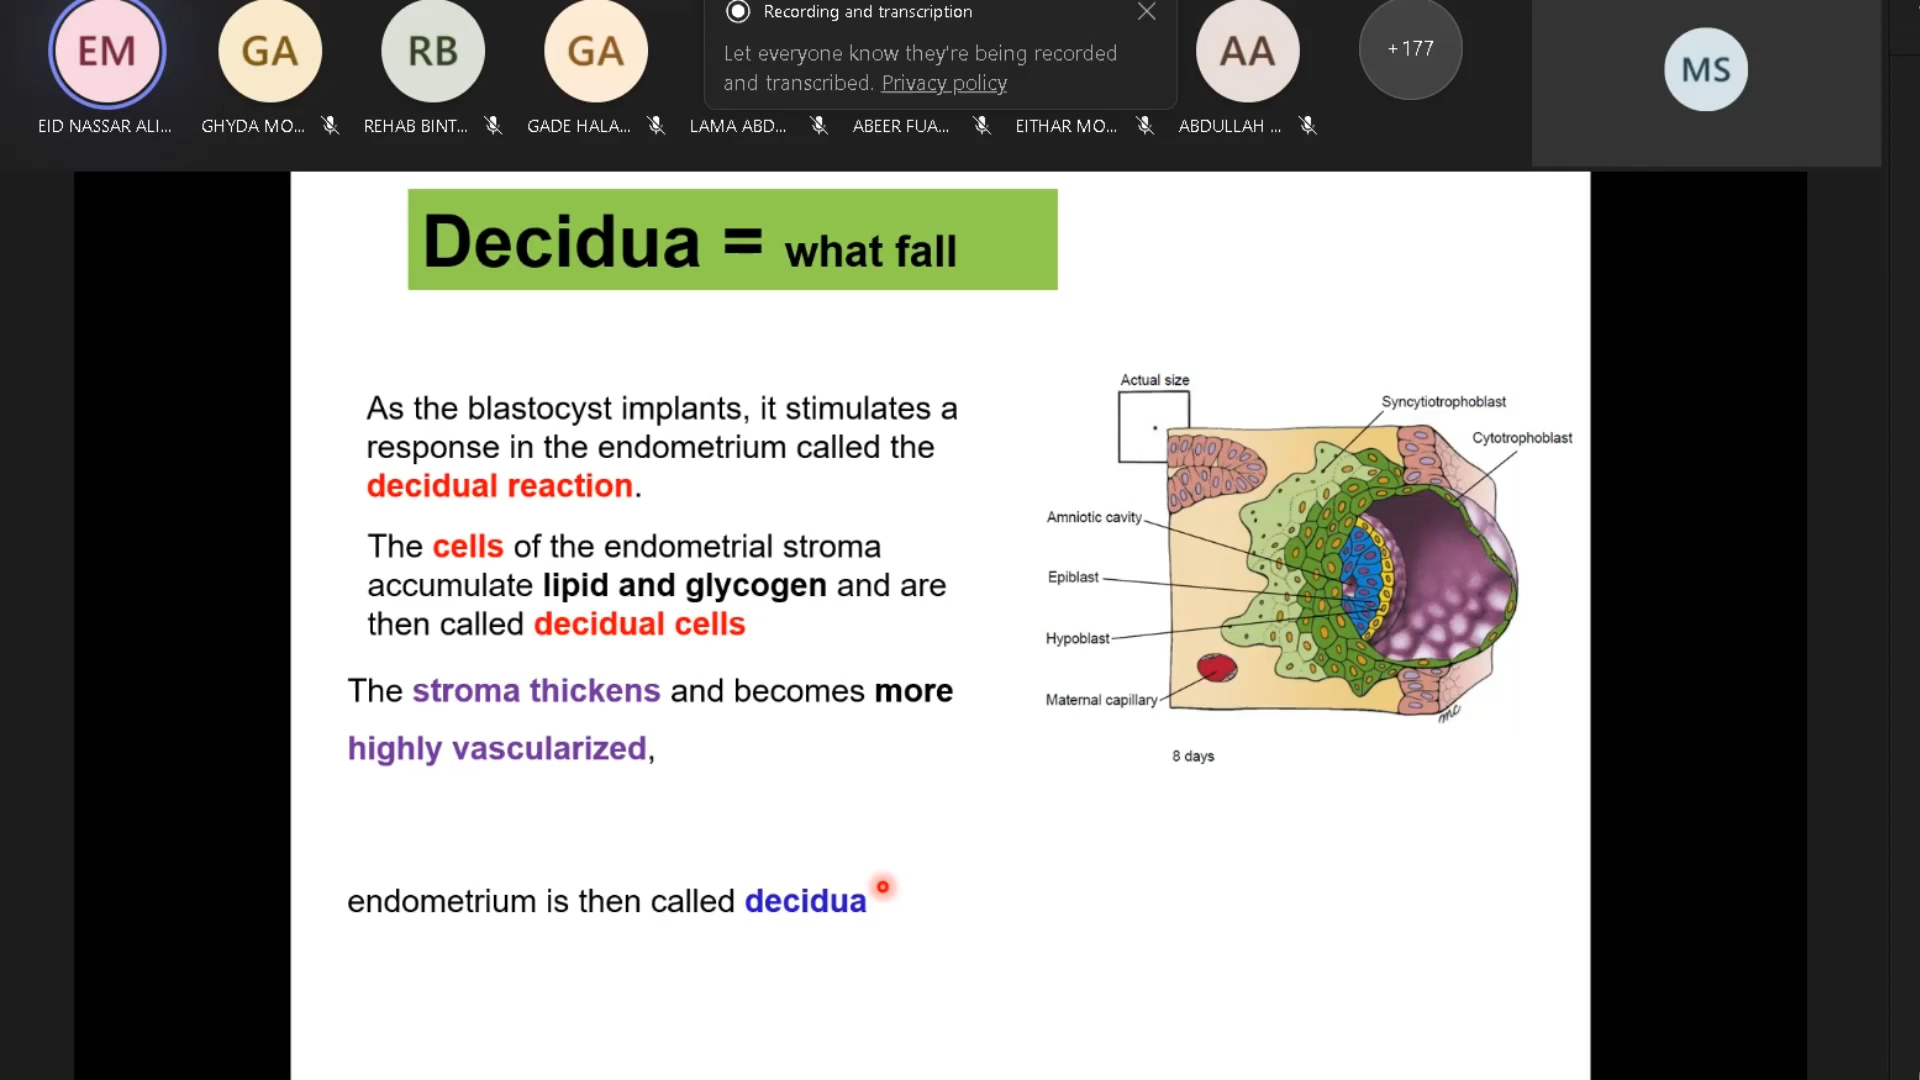 EM
GA
RB
GA
Recording and transcription
Let everyone know they're being recorded
and transcribed. Privacy policy
AA
+177
MS
EID NASSAR ALI...
GHYDA MO...
REHAB BINT...
GADE HALA...
LAMA ABD...
ABEER FUA...
EITHAR MO...
ABDULLAH ...
Decidua = what fall
As the blastocyst implants, it stimulates a
response in the endometrium called the
decidual reaction.
The cells of the endometrial stroma
accumulate lipid and glycogen and are
then called decidual cells
The stroma thickens and becomes more
highly vascularized,
endometrium is then called decidua
Actual size
Syncytiotrophoblast
Cytotrophoblast
Amniotic cavity
Epiblast
Hypoblast
Maternal capillary
mc
8 days